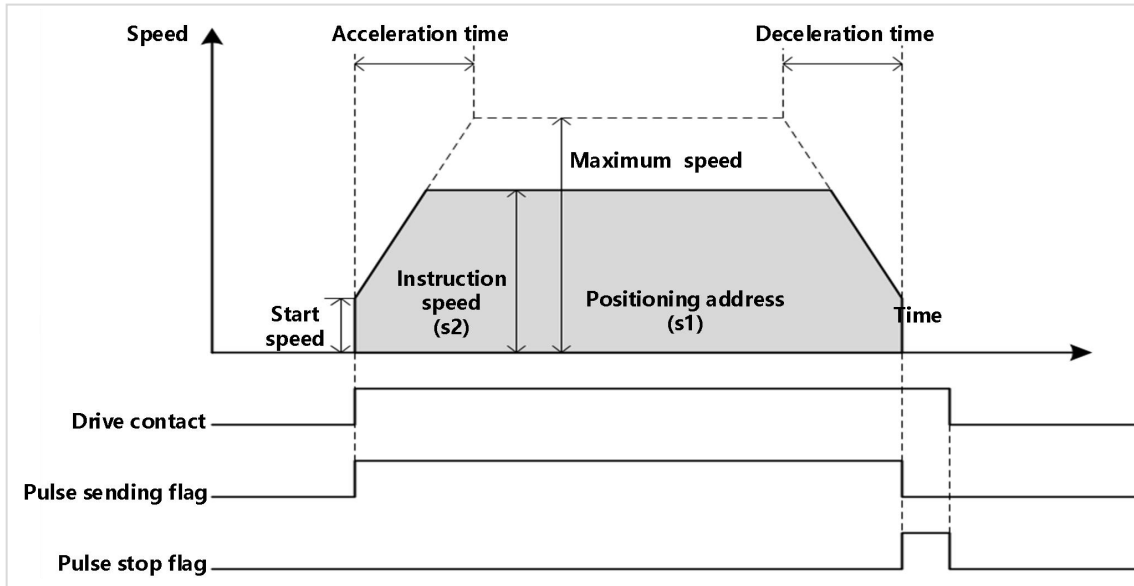 Speed
Acceleration time
Deceleration time
Maximum speed
Instruction
speed
(s2)
Positioning address
(s1)
Start
speed
Time
Drive contact
Pulse sending flag
Pulse stop flag